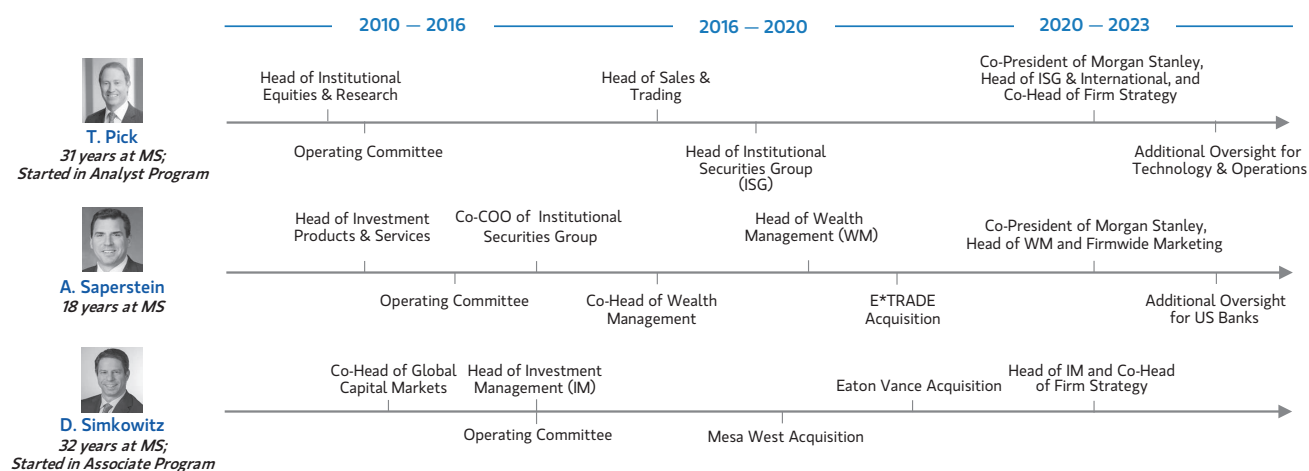 2010 — 2016
2016 — 2020
2020 — 2023
T. Pick
31 years at MS;
Started in Analyst Program
Head of Institutional
Equities & Research
Operating Committee
Head of Sales &
Trading
Head of Institutional
Securities Group
(ISG)
Co-President of Morgan Stanley,
Head of ISG & International, and
Co-Head of Firm Strategy
Additional Oversight for
Technology & Operations
A. Saperstein
18 years at MS
Head of Investment
Products & Services
Operating Committee
Co-COO of Institutional
Securities Group
Co-Head of Wealth
Management
Head of Wealth
Management (WM)
E*TRADE
Acquisition
Co-President of Morgan Stanley,
Head of WM and Firmwide Marketing
Additional Oversight
for US Banks
D. Simkowitz
32 years at MS;
Started in Associate Program
Co-Head of Global
Capital Markets
Head of Investment
Management (IM)
Operating Committee
Mesa West Acquisition
Eaton Vance Acquisition
Head of IM and Co-Head
of Firm Strategy